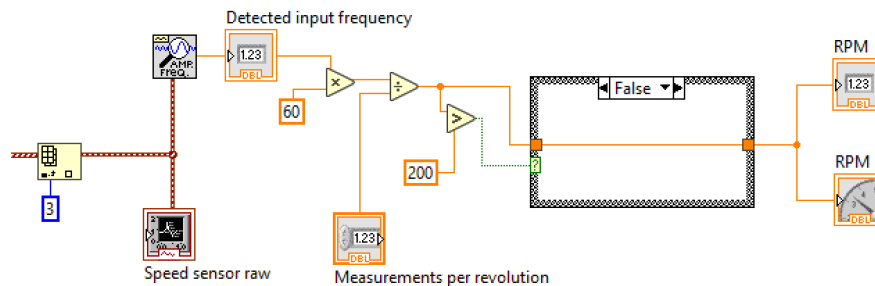 Detected input frequency
AMP
FREQ.
1.23
DBL
60
False
RPM
1.23
DBL
200
?
3
Speed sensor raw
1.23
DBL
Measurements per revolution
RPM
DBL